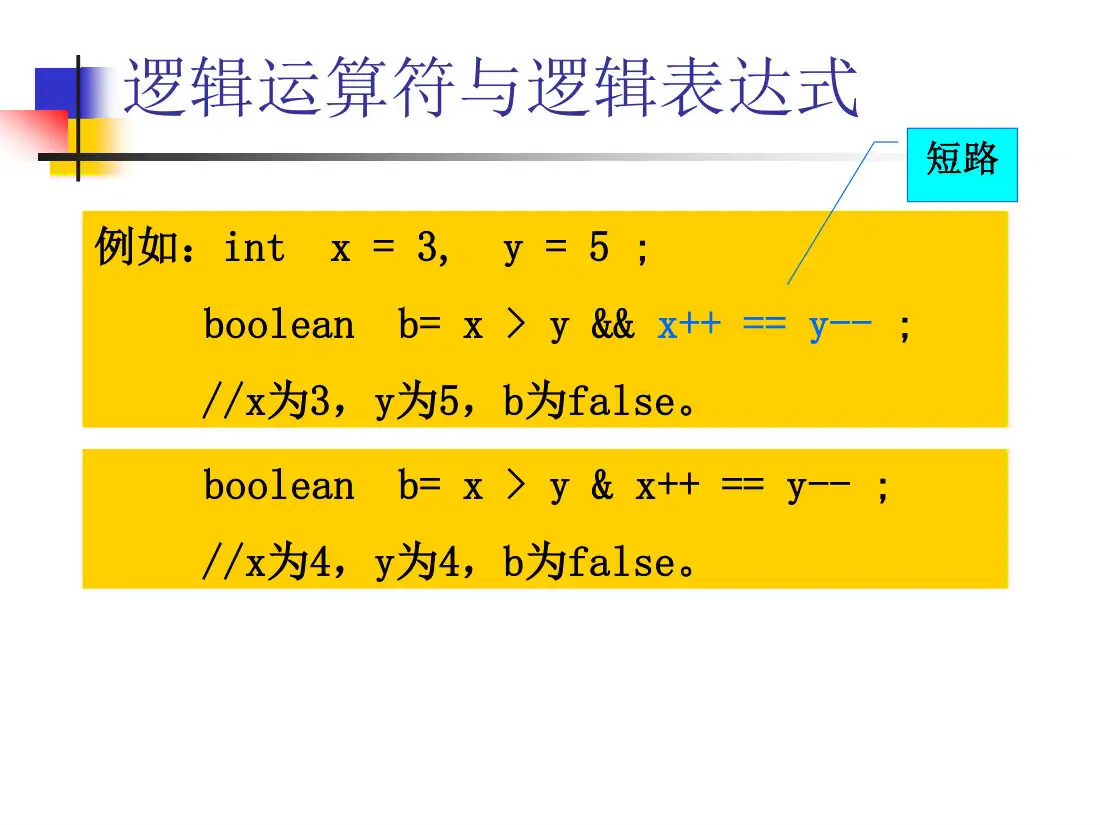 逻辑运算符与逻辑表达式
短路
例如：int x = 3, y = 5 ;
boolean b= x > y && x++ == y-- ;
//x为3，y为5，b为false。
boolean b= x > y & x++ == y-- ;
//x为4，y为4，b为false。